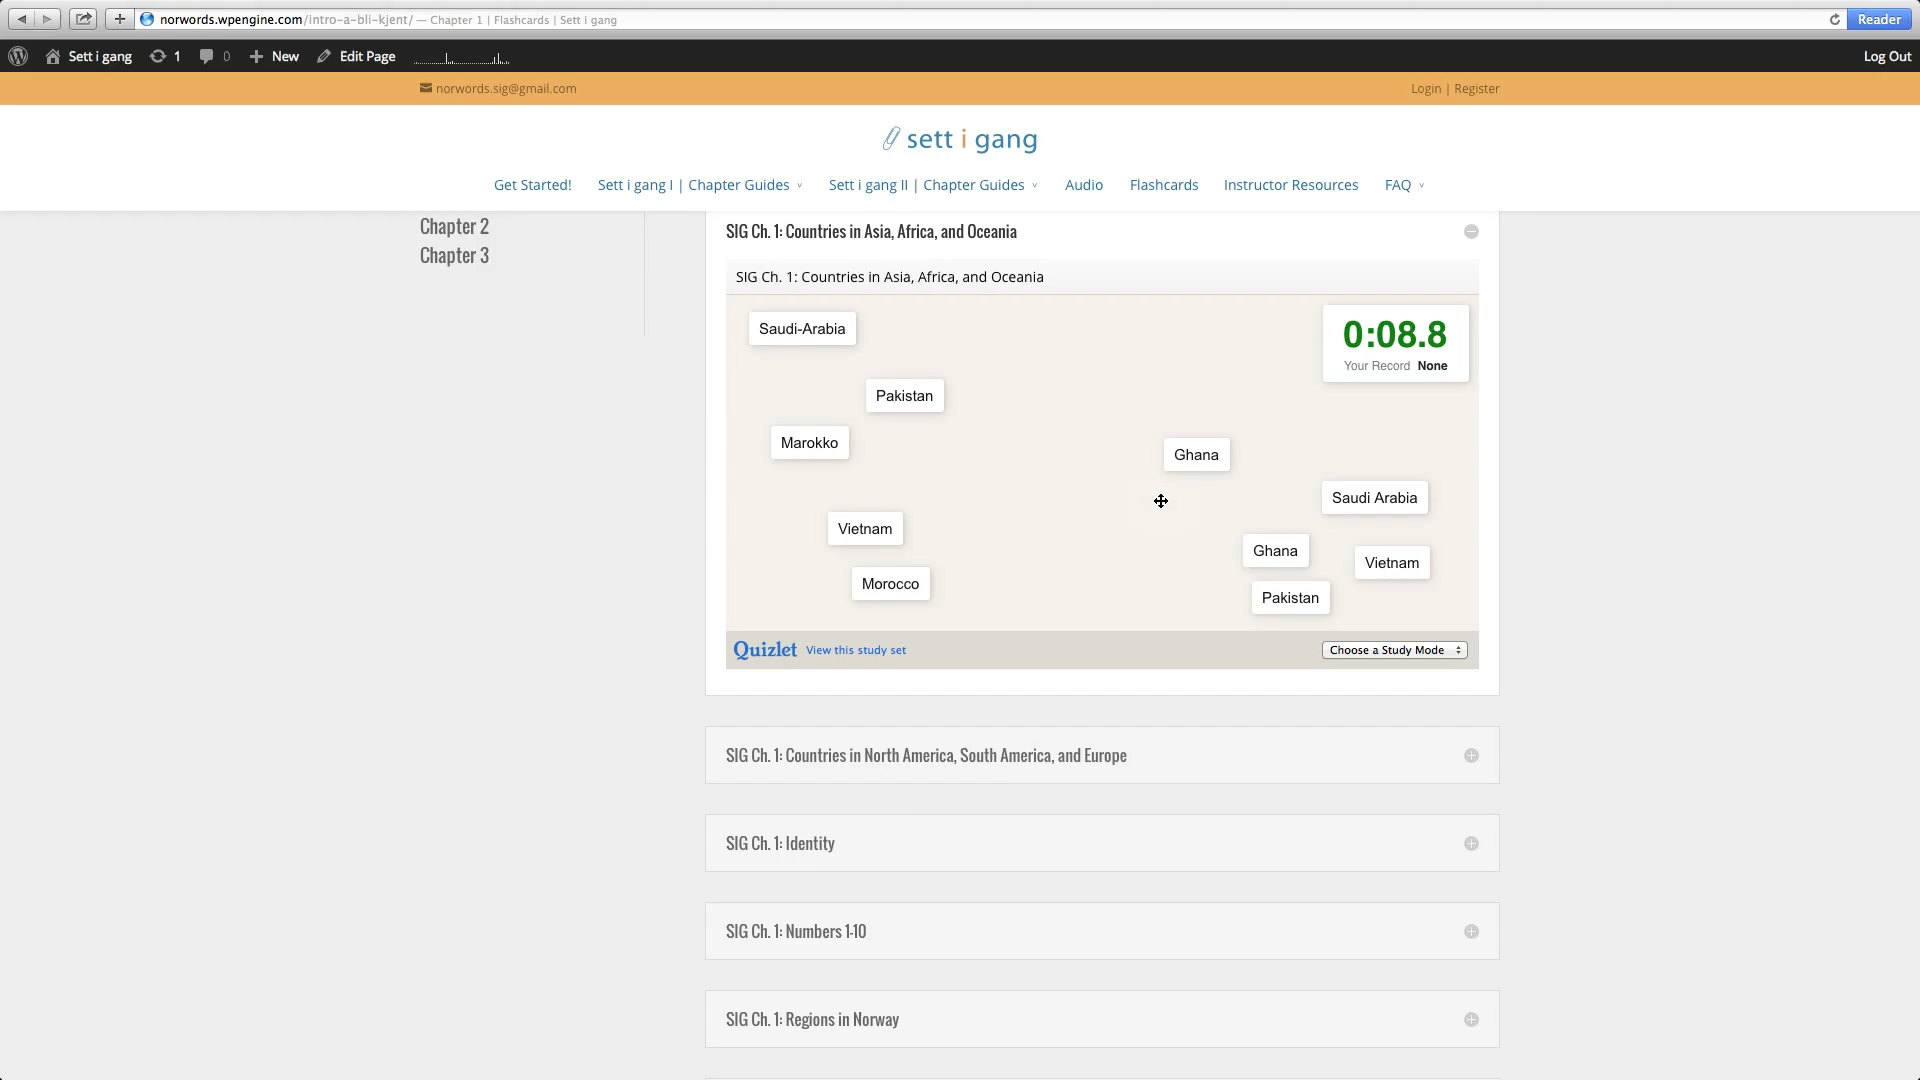 norwords.wpengine.com/intro-a-bli-kjent/ — Chapter 1 | Flashcards | Sett i gang
Reader
Sett i gang 1 0 New Edit Page Log Out
norwords.sig@gmail.com Login | Register
sett i gang
Get Started! Sett i gang I | Chapter Guides Sett i gang II | Chapter Guides Audio Flashcards Instructor Resources FAQ
Chapter 2
Chapter 3
SIG Ch. 1: Countries in Asia, Africa, and Oceania
SIG Ch. 1: Countries in Asia, Africa, and Oceania
Saudi-Arabia
0:08.8
Your Record None
Pakistan
Marokko
Ghana
Saudi Arabia
Vietnam
Ghana
Vietnam
Morocco
Pakistan
Quizlet View this study set Choose a Study Mode
SIG Ch. 1: Countries in North America, South America, and Europe
SIG Ch. 1: Identity
SIG Ch. 1: Numbers 1-10
SIG Ch. 1: Regions in Norway